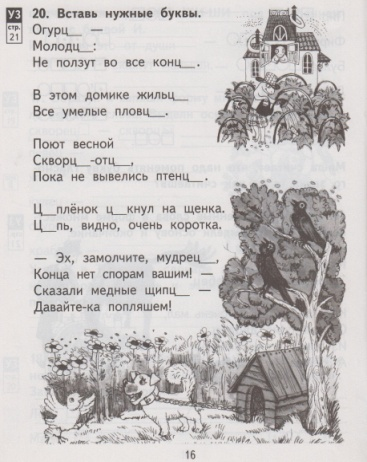 УЗ
стр.
21
20. Вставь нужные буквы.
Огурц__ —
Молодц__:
Не ползут во все конц__.
В этом домике жильц__
Все умелые пловц__.
Поют весной
Скворц__-отц__,
Пока не вывелись птенц__.
Ц__плёнок ц__кнул на щенка.
Ц__пь, видно, очень коротка.
— Эх, замолчите, мудрец__,
Конца нет спорам вашим! —
Сказали медные щипц__ —
Давайте-ка попляшем!
16